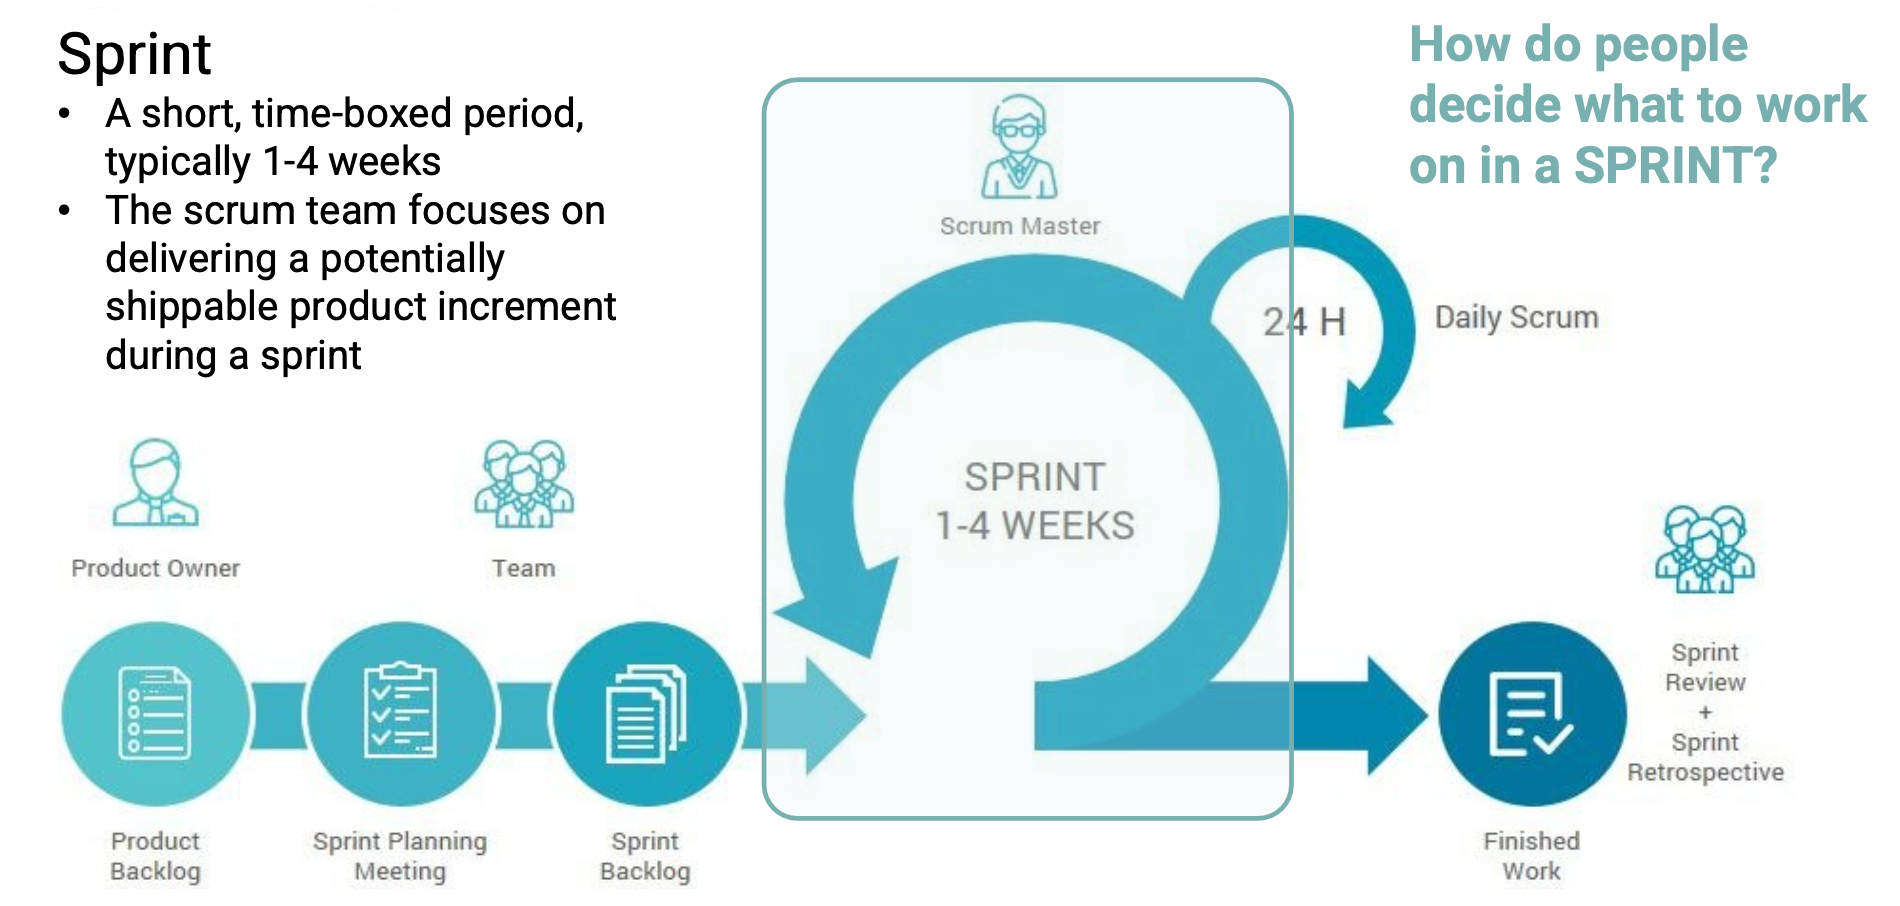 Sprint
• A short, time-boxed period,
typically 1-4 weeks
• The scrum team focuses on
delivering a potentially
shippable product increment
during a sprint
How do people
decide what to work
on in a SPRINT?
Scrum Master
24 H
Daily Scrum
SPRINT
1-4 WEEKS
Product Owner
Team
Product
Backlog
Sprint Planning
Meeting
Sprint
Backlog
Sprint
Review
+
Sprint
Retrospective
Finished
Work